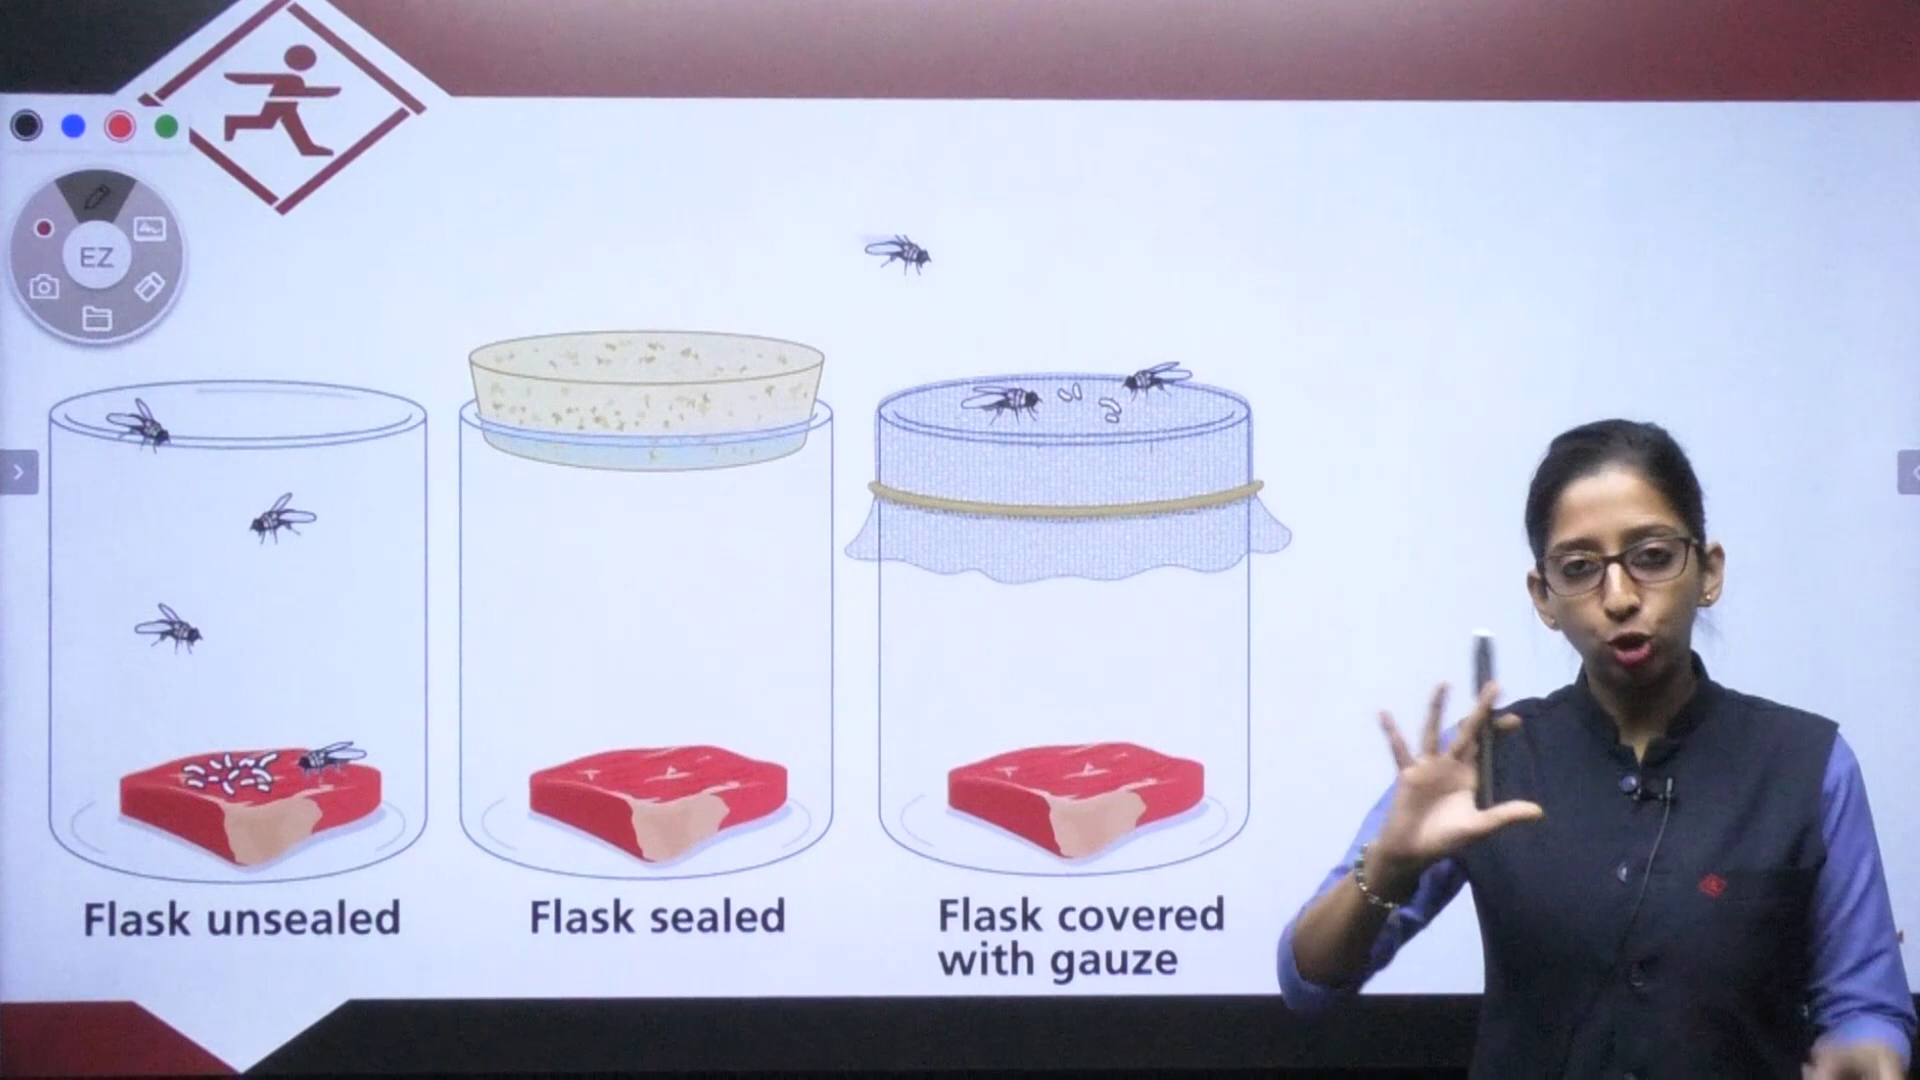 EZ
Flask unsealed
Flask sealed
Flask covered
with gauze